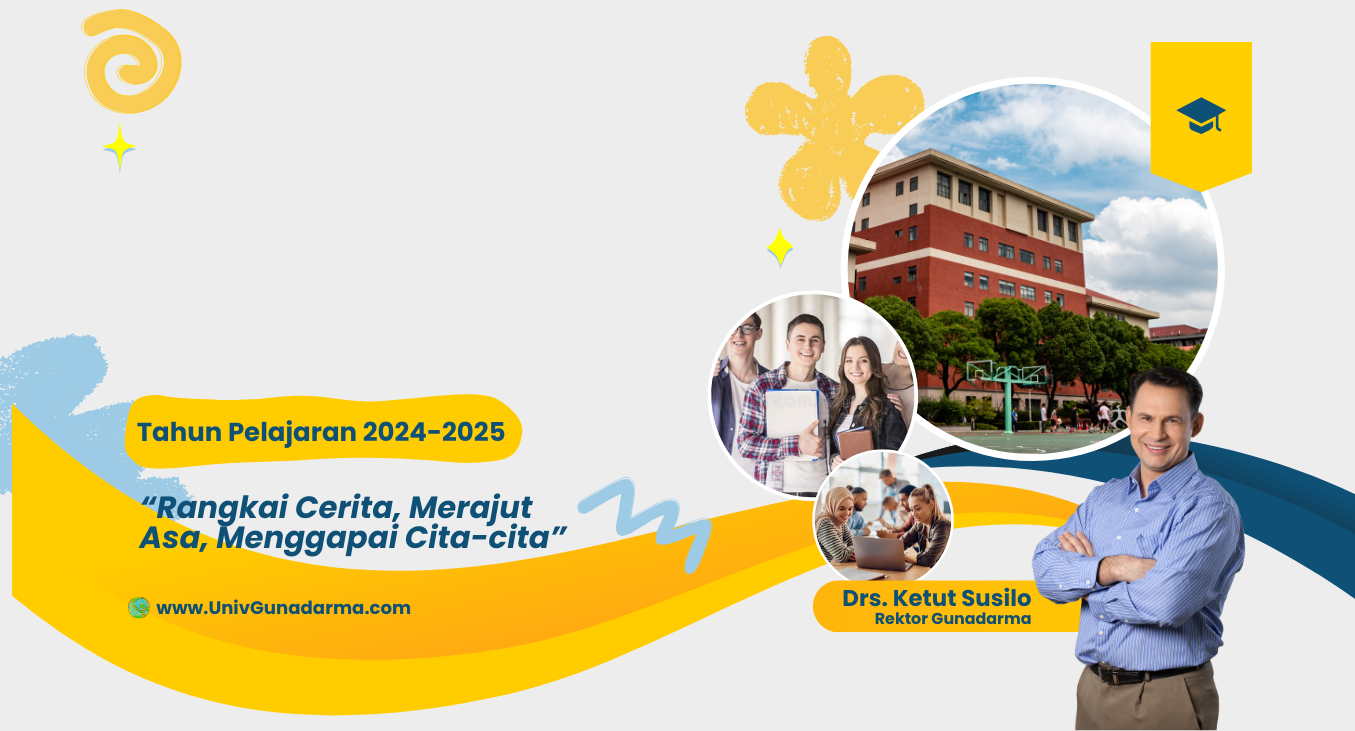 Tahun Pelajaran 2024-2025
“Rangkai Cerita, Merajut
Asa, Menggapai Cita-cita”
www.UnivGunadarma.com
Drs. Ketut Susilo
Rektor Gunadarma